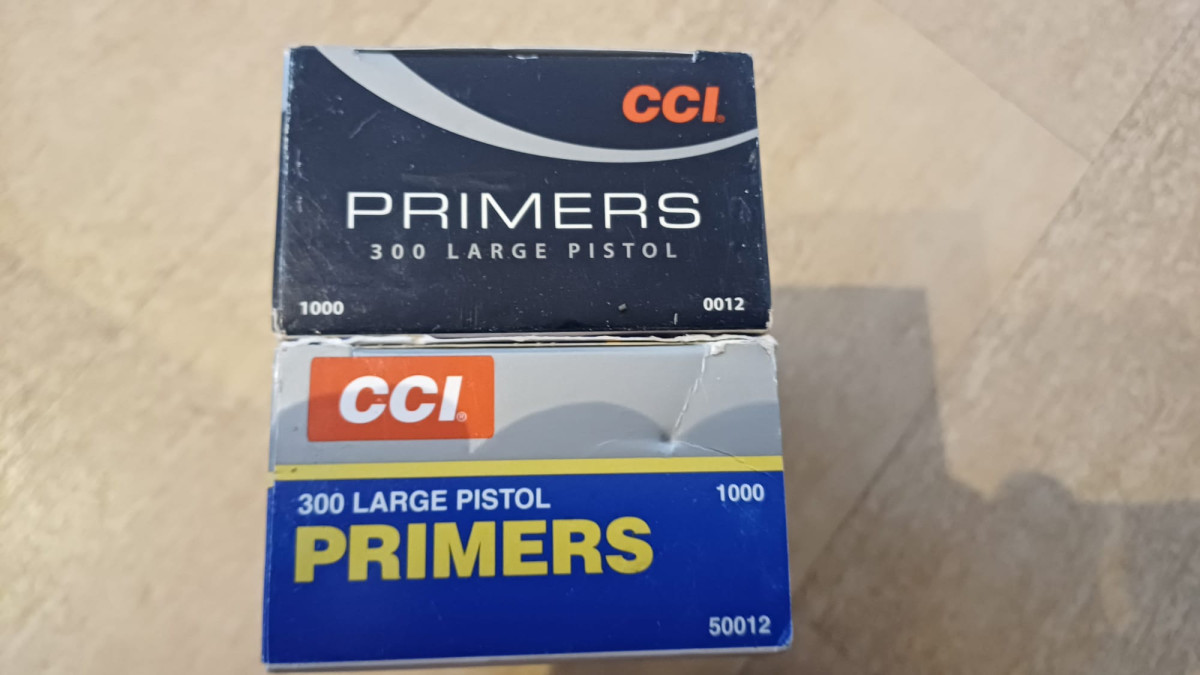 CCI.
PRIMERS
300 LARGE PISTOL
1000 0012
CCI®
300 LARGE PISTOL 1000
PRIMERS
50012